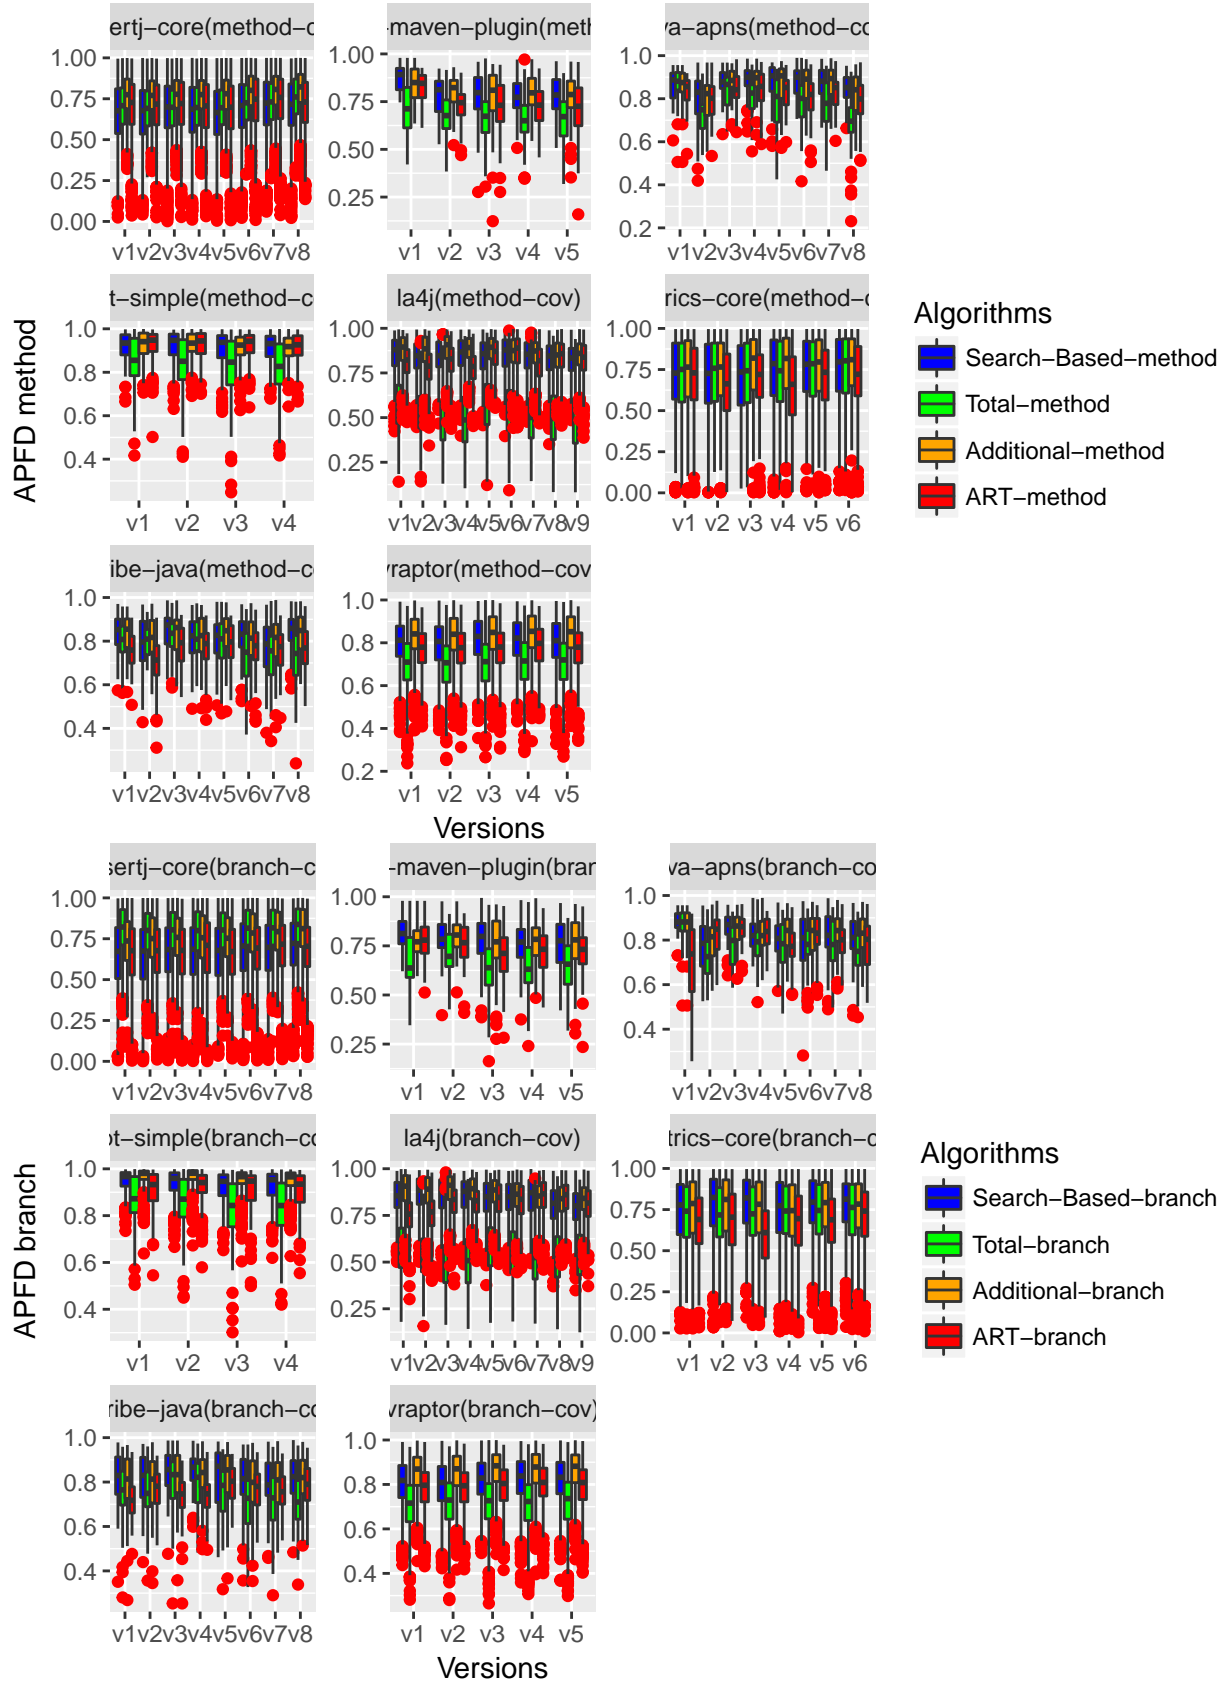 ertj-core(method-c
-maven-plugin(meth
va-apns(method-co
1.00
0.75
0.50
0.25
0.00
v1v2v3v4v5v6v7v8
1.00
0.75
0.50
0.25
v1 v2 v3 v4 v5
1.0
0.8
0.6
0.4
0.2
v1v2v3v4v5v6v7v8
t-simple(method-c
la4j(method-cov)
rics-core(method-c
1.0
0.8
0.6
0.4
v1 v2 v3 v4
1.00
0.75
0.50
0.25
v1v2v3v4v5v6v7v8v9
1.00
0.75
0.50
0.25
0.00
v1 v2 v3 v4 v5 v6
ibe-java(method-c
vraptor(method-cov
1.0
0.8
0.6
0.4
v1v2v3v4v5v6v7v8
1.0
0.8
0.6
0.4
0.2
v1 v2 v3 v4 v5
APFD method
Versions
Algorithms
Search-Based-method
Total-method
Additional-method
ART-method
sertj-core(branch-c
-maven-plugin(bran
va-apns(branch-co
1.00
0.75
0.50
0.25
0.00
v1v2v3v4v5v6v7v8
1.00
0.75
0.50
0.25
v1 v2 v3 v4 v5
1.0
0.8
0.6
0.4
v1v2v3v4v5v6v7v8
ot-simple(branch-co
la4j(branch-cov)
trics-core(branch-c
1.0
0.8
0.6
0.4
v1 v2 v3 v4
1.00
0.75
0.50
0.25
v1v2v3v4v5v6v7v8v9
1.00
0.75
0.50
0.25
0.00
v1 v2 v3 v4 v5 v6
ribe-java(branch-co
vraptor(branch-cov)
1.0
0.8
0.6
0.4
v1v2v3v4v5v6v7v8
1.0
0.8
0.6
0.4
v1 v2 v3 v4 v5
APFD branch
Versions
Algorithms
Search-Based-branch
Total-branch
Additional-branch
ART-branch